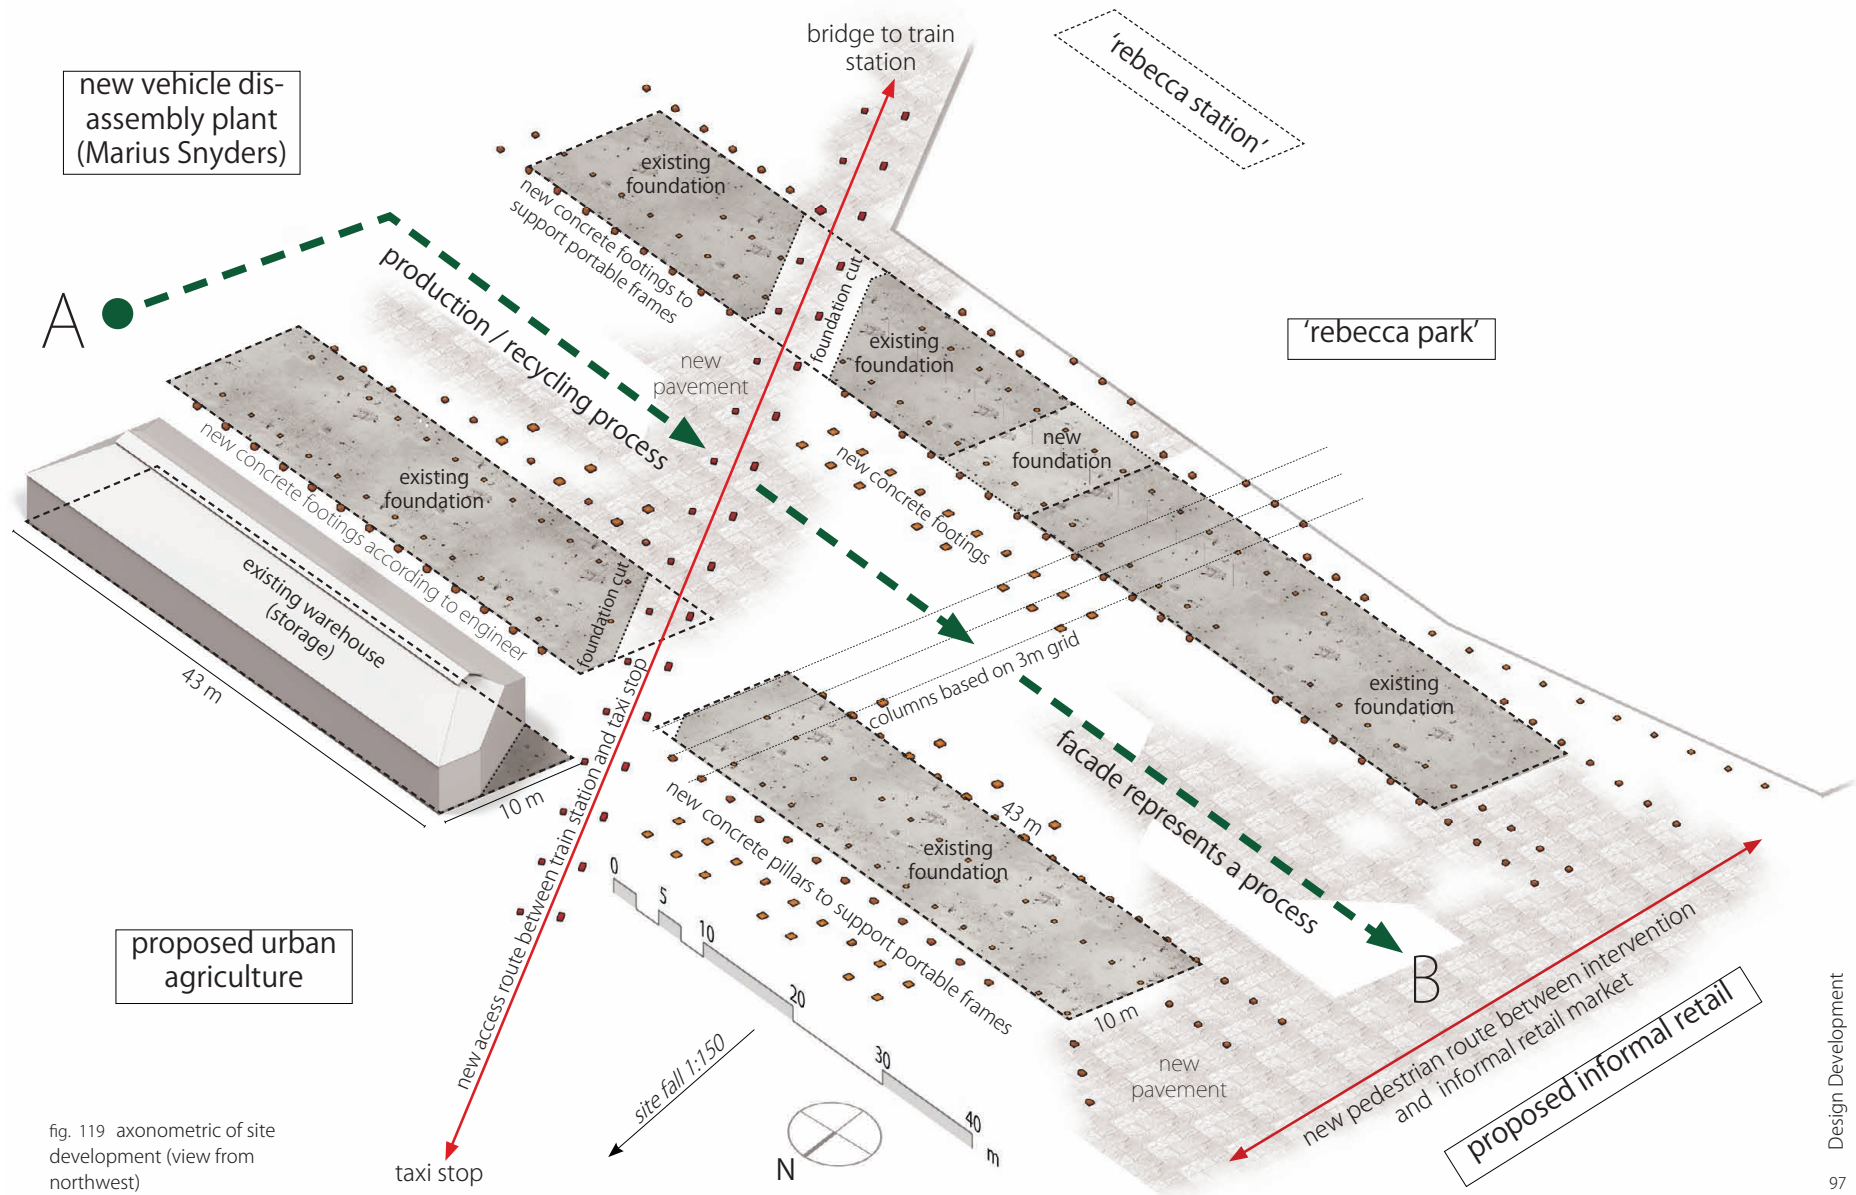 bridge to train
station
'rebecca station'
new vehicle dis-
assembly plant
(Marius Snyders)
existing
foundation
new concrete footings to
support portable frames
foundation cut
A
production / recycling process
new
pavement
existing
foundation
'rebecca park'
new
foundation
new concrete footings
existing
foundation
new concrete footings according to engineer
foundation cut
existing warehouse
(storage)
43 m
10 m
columns based on 3m grid
existing
foundation
new access route between train station and taxi stop
new concrete pillars to support portable frames
43 m
existing
foundation
10 m
facade represents a process
B
proposed urban
agriculture
0
5
10
20
30
40
m
site fall 1:150
N
new
pavement
new pedestrian route between intervention
and informal retail market
proposed informal retail
taxi stop
fig. 119 axonometric of site
development (view from
northwest)
Design Development
97